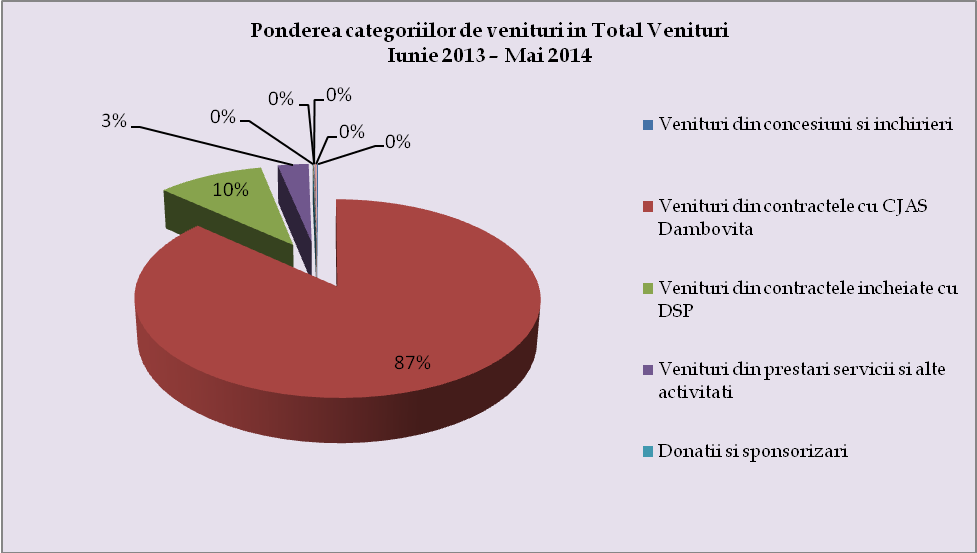 Ponderea categoriilor de venituri in Total Venituri
Iunie 2013 – Mai 2014
0%
0%
0%
3%
0%
0%
10%
87%
Venituri din concesiuni si inchirieri
Venituri din contractele cu CJAS
Dambovita
Venituri din contractele incheiate cu
DSP
Venituri din prestari servicii si alte
activitati
Donatii si sponsorizari